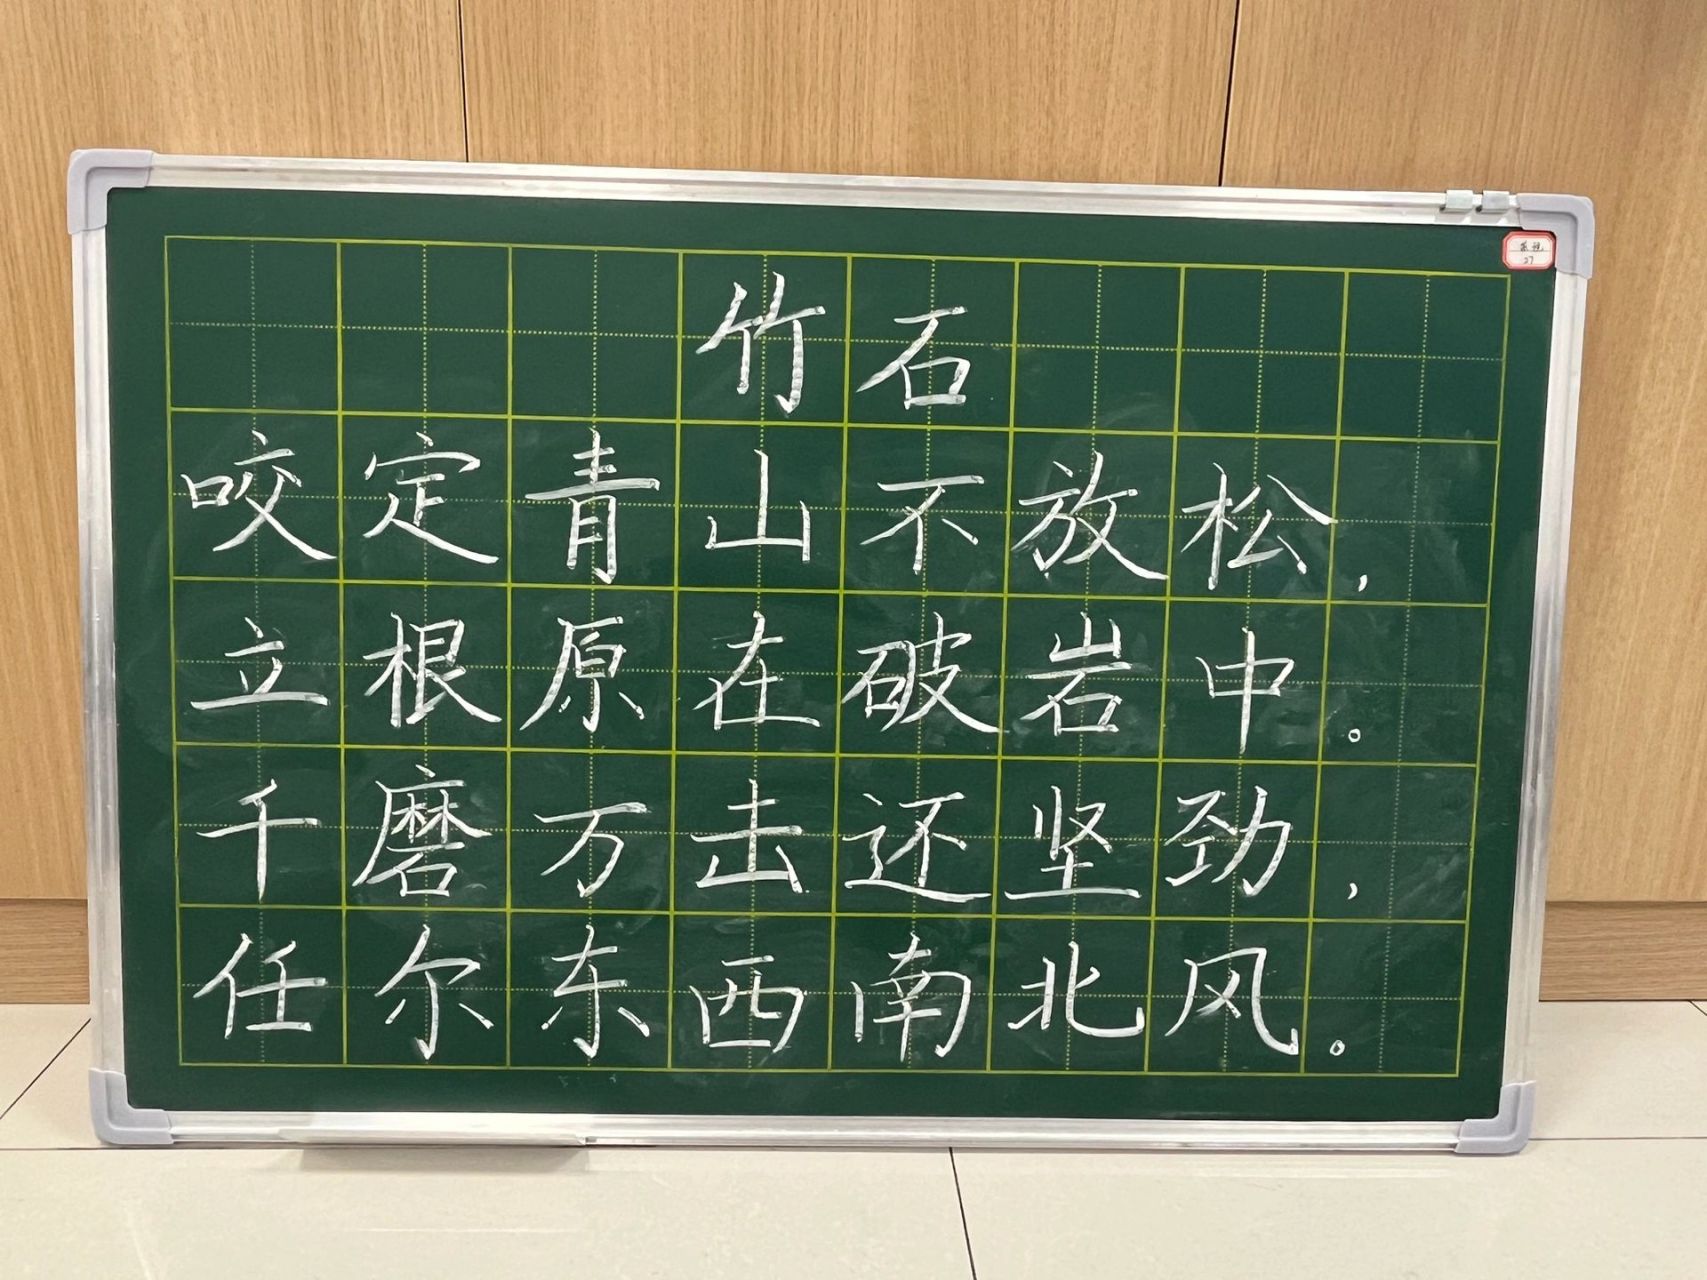 竹石
咬定青山不放松，
立根原在破岩中。
千磨万击还坚劲，
任尔东西南北风。
27